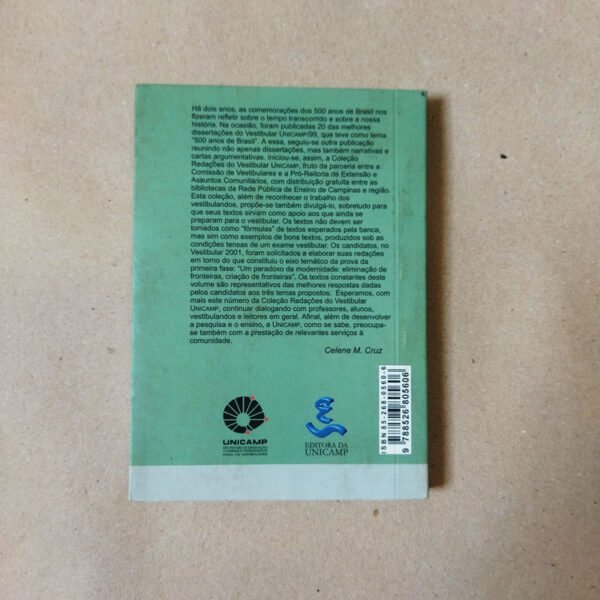 Há dois anos, as comemorações dos 500 anos de Brasil nos
fizeram refletir sobre o tempo transcorrido e sobre a nossa
história. Na ocasião, foram publicadas 20 das melhores
dissertações do Vestibular UNICAMP/99, que teve como tema
"500 anos de Brasil". A essa, seguiu-se outra publicação
reunindo não apenas dissertações, mas também narrativas e
cartas argumentativas. Iniciou-se, assim, a Coleção
Redações do Vestibular UNICAMP, fruto da parceria entre a
Comissão de Vestibulares e a Pró-Reitoria de Extensão e
Assuntos Comunitários, com distribuição gratuita entre as
bibliotecas da Rede Pública de Ensino de Campinas e região.
Esta coleção, além de reconhecer o trabalho dos
vestibulandos, propõe-se também divulgá-lo, sobretudo para
que seus textos sirvam como apoio aos que ainda se
preparam para o vestibular. Os textos não devem ser
tomados como "fórmulas" de textos esperados pela banca,
mas sim como exemplos de bons textos, produzidos sob as
condições tensas de um exame vestibular. Os candidatos, no
Vestibular 2001, foram solicitados a elaborar suas redações
em torno do que constituiu o eixo temático da prova da
primeira fase: "Um paradoxo da modernidade: eliminação de
fronteiras, criação de fronteiras". Os textos constantes deste
volume são representativos das melhores respostas dadas
pelos candidatos aos três temas propostos. Esperamos, com
mais este número da Coleção Redações do Vestibular
UNICAMP, continuar dialogando com professores, alunos,
vestibulandos e leitores em geral. Afinal, além de desenvolver
a pesquisa e o ensino, a UNICAMP, como se sabe, preocupa-
se também com a prestação de relevantes serviços à
comunidade.
Celene M. Cruz
UNICAMP
PARA OS VESTIBULARES
EDITORA DA
UNICAMP
ISBN 85-268-0560-6
9 788526 805606